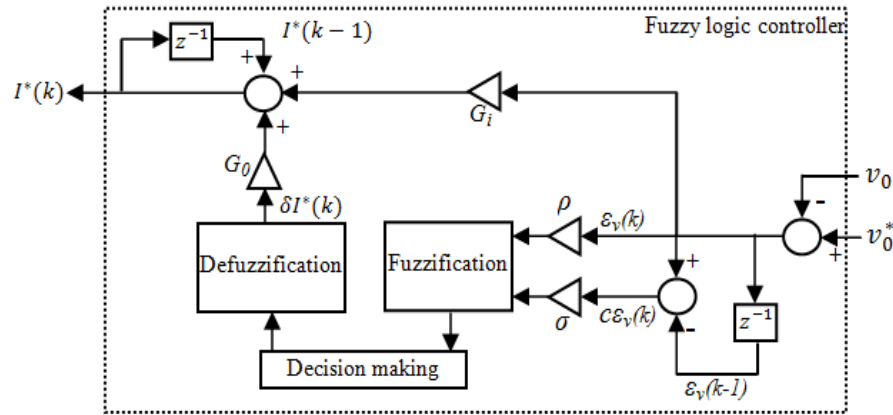 Fuzzy logic controller
z⁻¹
I*(k − 1)
+
+
I*(k)
+
G_i
G_0
δI*(k)
v_0
-
v_0*
+
ρ
ε_v(k)
Defuzzification
Fuzzification
+
σ
cε_v(k)
-
z⁻¹
Decision making
ε_v(k-1)